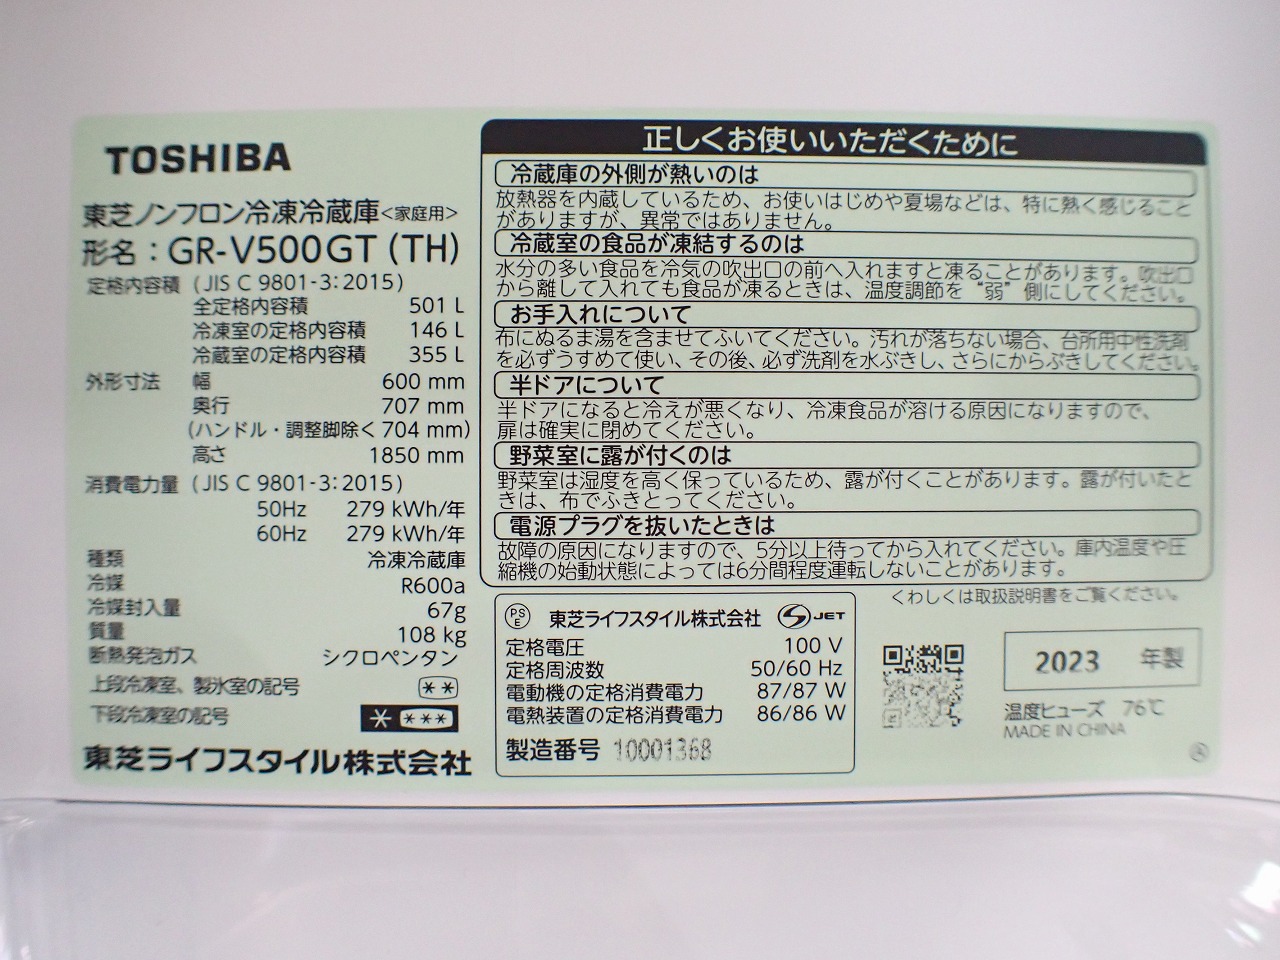 TOSHIBA
東芝ノンフロン冷凍冷蔵庫<家庭用>
形名：GR-V500GT (TH)
定格内容積 (JIS C 9801-3:2015)
全定格内容積 501 L
冷凍室の定格内容積 146 L
冷蔵室の定格内容積 355 L
外形寸法 幅 600 mm
奥行 707 mm
(ハンドル・調整脚除く704 mm)
高さ 1850 mm
消費電力量 (JIS C 9801-3:2015)
50Hz 279 kWh/年
60Hz 279 kWh/年
種類 冷凍冷蔵庫
冷媒 R600a
冷媒封入量 67g
質量 108 kg
断熱発泡ガス シクロペンタン
上段冷凍室、製氷室の記号 **
下段冷凍室の記号 * ***
東芝ライフスタイル株式会社
正しくお使いいただくために
冷蔵庫の外側が熱いのは
放熱器を内蔵しているため、お使いはじめや夏場などは、特に熱く感じること
がありますが、異常ではありません。
冷蔵室の食品が凍結するのは
水分の多い食品を冷気の吹出口の前へ入れますと凍ることがあります。吹出口
から離して入れても食品が凍るときは、温度調節を“弱”側にしてください。
お手入れについて
布にぬるま湯を含ませてふいてください。汚れが落ちない場合、台所用中性洗剤
を必ずうすめて使い、その後、必ず洗剤を水ぶきし、さらにからぶきしてください。
半ドアについて
半ドアになると冷えが悪くなり、冷凍食品が溶ける原因になりますので、
扉は確実に閉めてください。
野菜室に露が付くのは
野菜室は湿度を高く保っているため、露が付くことがあります。露が付いたと
きは、布でふきとってください。
電源プラグを抜いたときは
故障の原因になりますので、5分以上待ってから入れてください。庫内温度や圧
縮機の始動状態によっては6分間程度運転しないことがあります。
くわしくは取扱説明書をご覧ください。
PSE 東芝ライフスタイル株式会社 JET
定格電圧 100 V
定格周波数 50/60 Hz
電動機の定格消費電力 87/87 W
電熱装置の定格消費電力 86/86 W
製造番号 10001368
2023 年製
温度ヒューズ 76℃
MADE IN CHINA